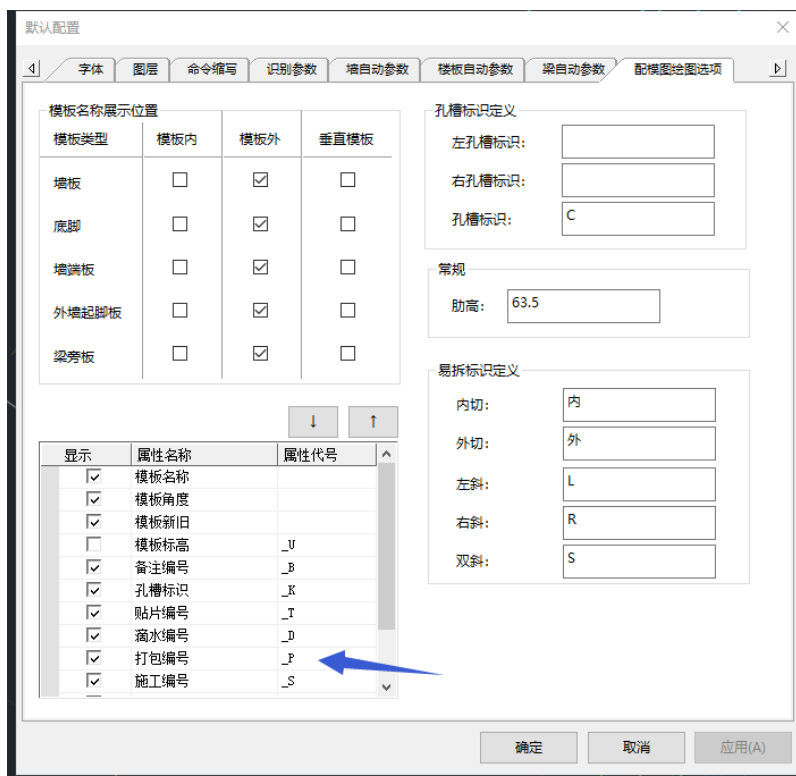 默认配置
字体 图层 命令缩写 识别参数 墙自动参数 楼板自动参数 梁自动参数 配模图绘图选项
模板名称展示位置
模板类型 模板内 模板外 垂直模板
墙板
底脚
墙端板
外墙起脚板
梁旁板
孔槽标识定义
左孔槽标识:
右孔槽标识:
孔槽标识: C
常规
肋高: 63.5
易拆标识定义
内切: 内
外切: 外
左斜: L
右斜: R
双斜: S
↓ ↑
显示 属性名称 属性代号
模板名称
模板角度
模板新旧
模板标高 _U
备注编号 _B
孔槽标识 _K
贴片编号 _T
滴水编号 _D
打包编号 _P
施工编号 _S
确定 取消 应用(A)